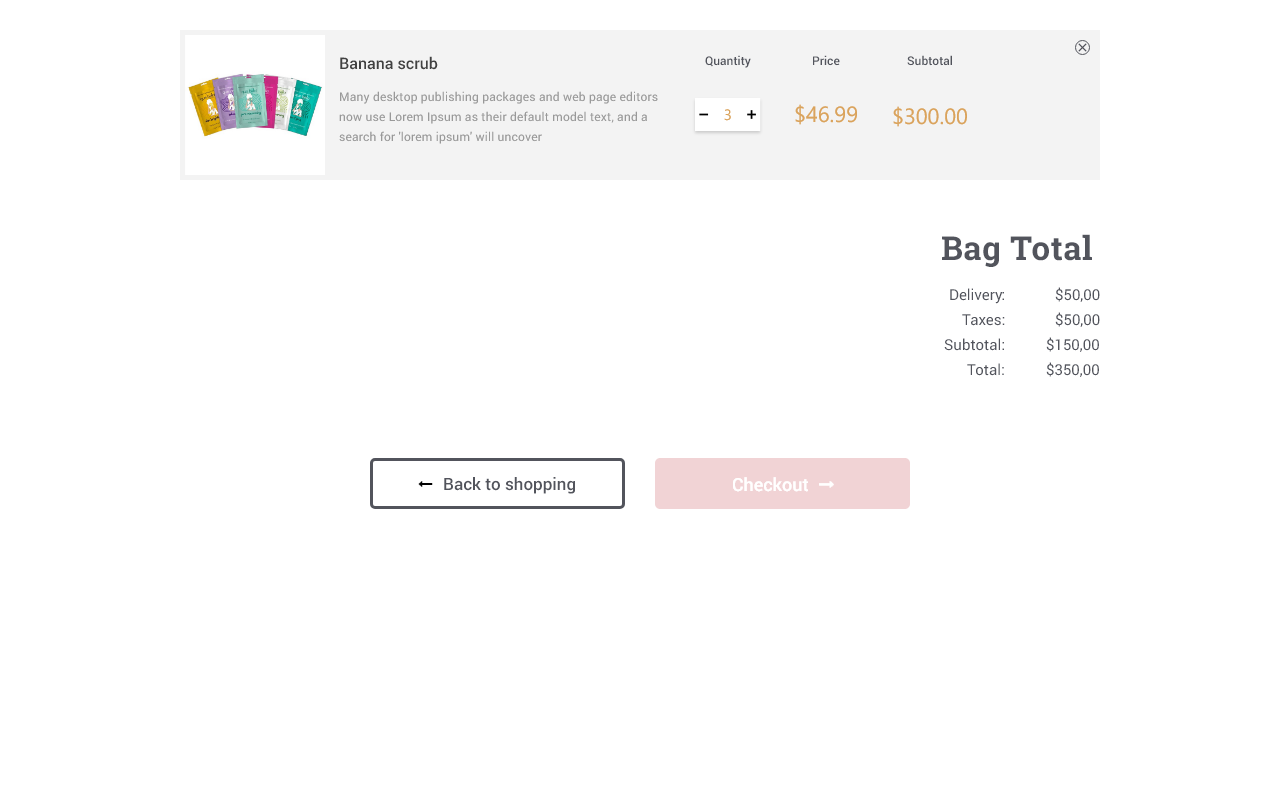 Banana scrub
Many desktop publishing packages and web page editors
now use Lorem Ipsum as their default model text, and a
search for ‘lorem ipsum’ will uncover
Quantity
− 3 +
Price
$46.99
Subtotal
$300.00
Bag Total
Delivery: $50,00
Taxes: $50,00
Subtotal: $150,00
Total: $350,00
← Back to shopping
Checkout →